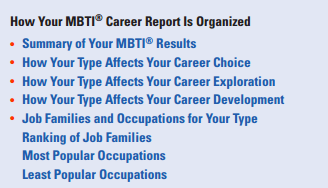 How Your MBTI® Career Report Is Organized
• Summary of Your MBTI® Results
• How Your Type Affects Your Career Choice
• How Your Type Affects Your Career Exploration
• How Your Type Affects Your Career Development
• Job Families and Occupations for Your Type
Ranking of Job Families
Most Popular Occupations
Least Popular Occupations